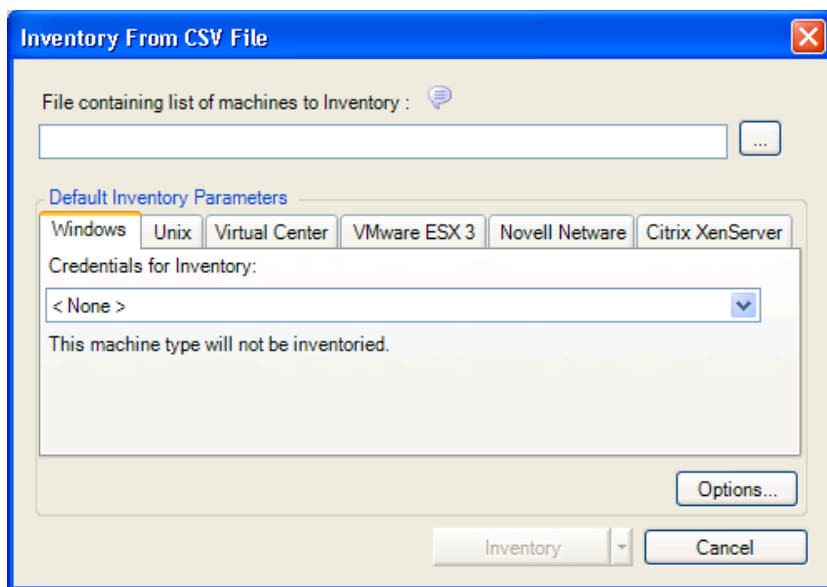 Inventory From CSV File
File containing list of machines to Inventory :
...
Default Inventory Parameters
Windows Unix Virtual Center VMware ESX 3 Novell Netware Citrix XenServer
Credentials for Inventory:
< None >
This machine type will not be inventoried.
Options...
Inventory Cancel